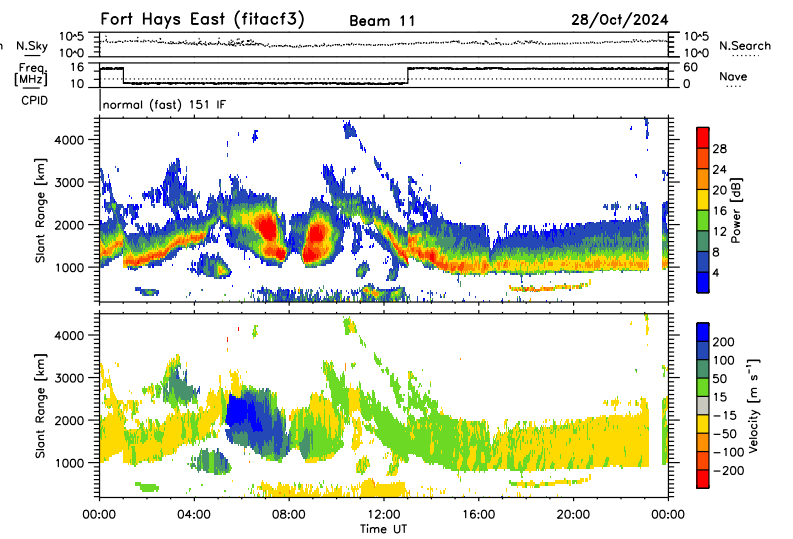 Fort Hays East (fitacf3) Beam 11 28/Oct/2024
N.Sky 10^5 10^0 10^5 10^0 N.Search
Freq. [MHz] 16 10 60 0 Nave
CPID normal (fast) 151 IF
Slant Range [km]
4000
3000
2000
1000
28
24
20
16
12
8
4
Power [dB]
Slant Range [km]
4000
3000
2000
1000
200
100
50
15
-15
-50
-100
-200
Velocity [m s⁻¹]
00:00 04:00 08:00 12:00 16:00 20:00 00:00
Time UT